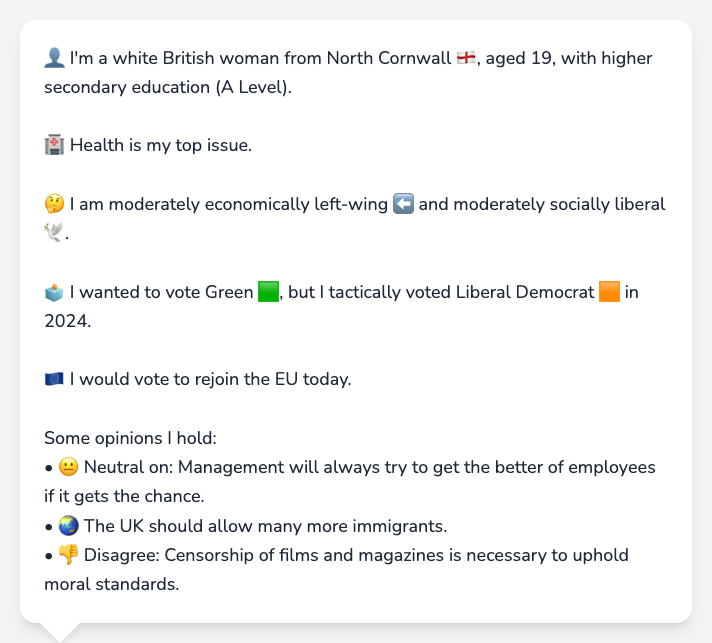 👤 I'm a white British woman from North Cornwall 🏴󠁧󠁢󠁥󠁮󠁧󠁿, aged 19, with higher
secondary education (A Level).
🏥 Health is my top issue.
🤔 I am moderately economically left-wing ⬅️ and moderately socially liberal
🕊️.
🗳️ I wanted to vote Green 🟩, but I tactically voted Liberal Democrat 🟧 in
2024.
🇪🇺 I would vote to rejoin the EU today.
Some opinions I hold:
• 😐 Neutral on: Management will always try to get the better of employees
if it gets the chance.
• 🌏 The UK should allow many more immigrants.
• 👎 Disagree: Censorship of films and magazines is necessary to uphold
moral standards.